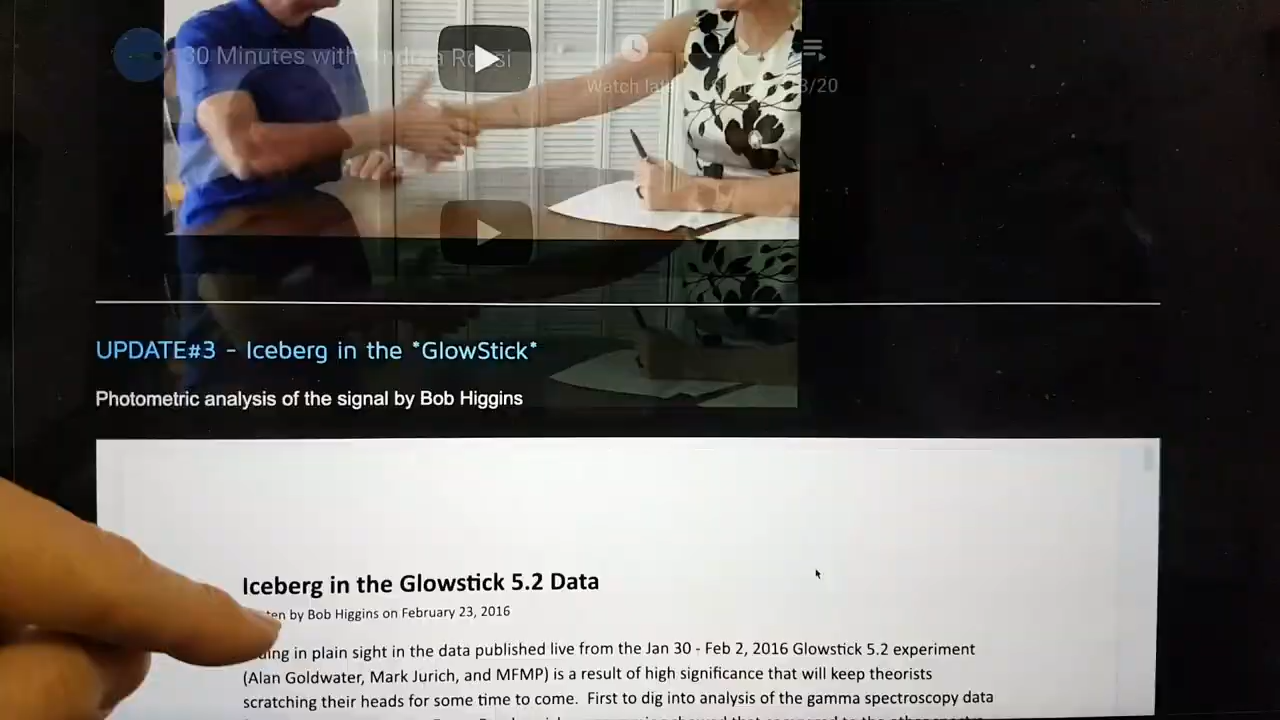 30 Minutes with Andrea Rossi
Watch later
3/20
UPDATE#3 - Iceberg in the *GlowStick*
Photometric analysis of the signal by Bob Higgins
Iceberg in the Glowstick 5.2 Data
by Bob Higgins on February 23, 2016
in plain sight in the data published live from the Jan 30 - Feb 2, 2016 Glowstick 5.2 experiment
(Alan Goldwater, Mark Jurich, and MFMP) is a result of high significance that will keep theorists
scratching their heads for some time to come. First to dig into analysis of the gamma spectroscopy data